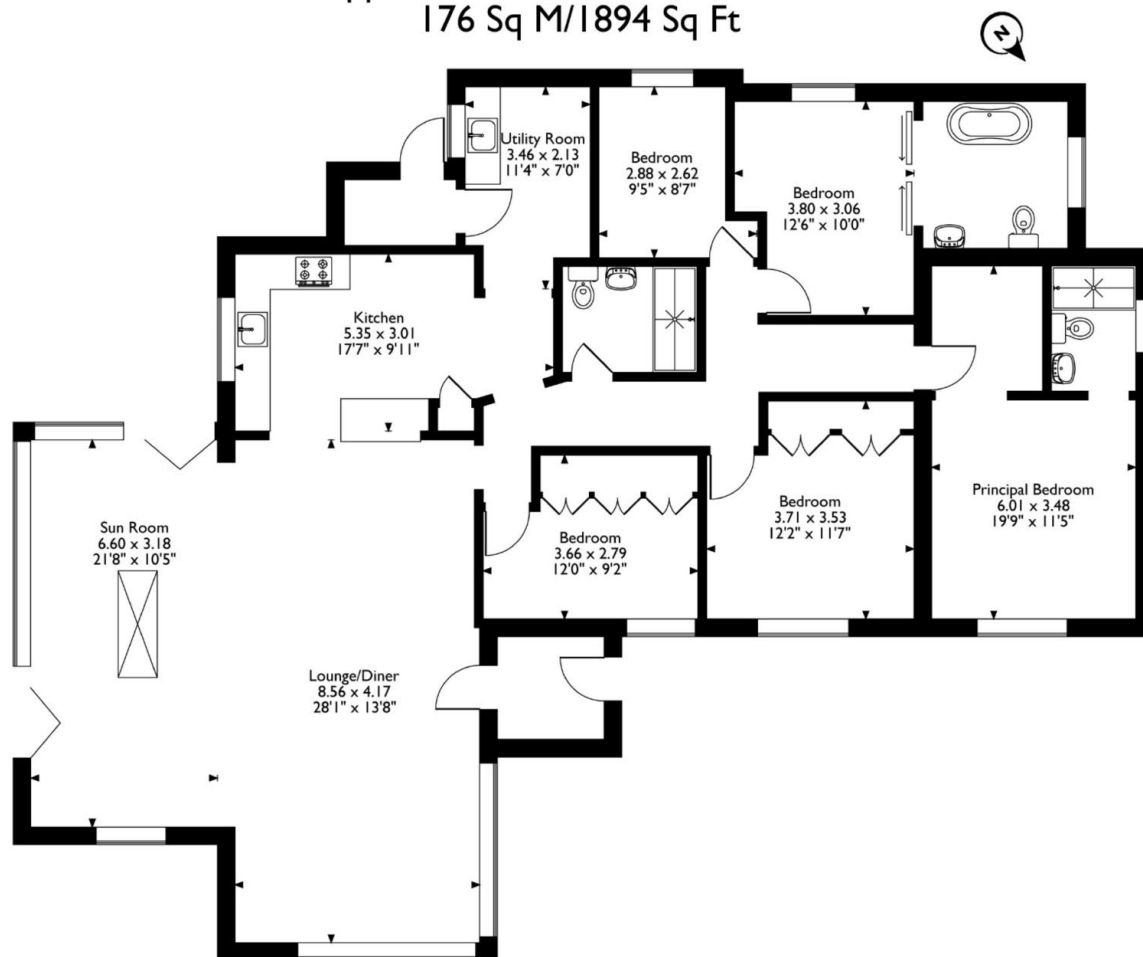 176 Sq M/1894 Sq Ft
N
Utility Room
3.46 x 2.13
11'4" x 7'0"
Bedroom
2.88 x 2.62
9'5" x 8'7"
Bedroom
3.80 x 3.06
12'6" x 10'0"
Kitchen
5.35 x 3.01
17'7" x 9'11"
Principal Bedroom
6.01 x 3.48
19'9" x 11'5"
Bedroom
3.71 x 3.53
12'2" x 11'7"
Bedroom
3.66 x 2.79
12'0" x 9'2"
Sun Room
6.60 x 3.18
21'8" x 10'5"
Lounge/Diner
8.56 x 4.17
28'1" x 13'8"